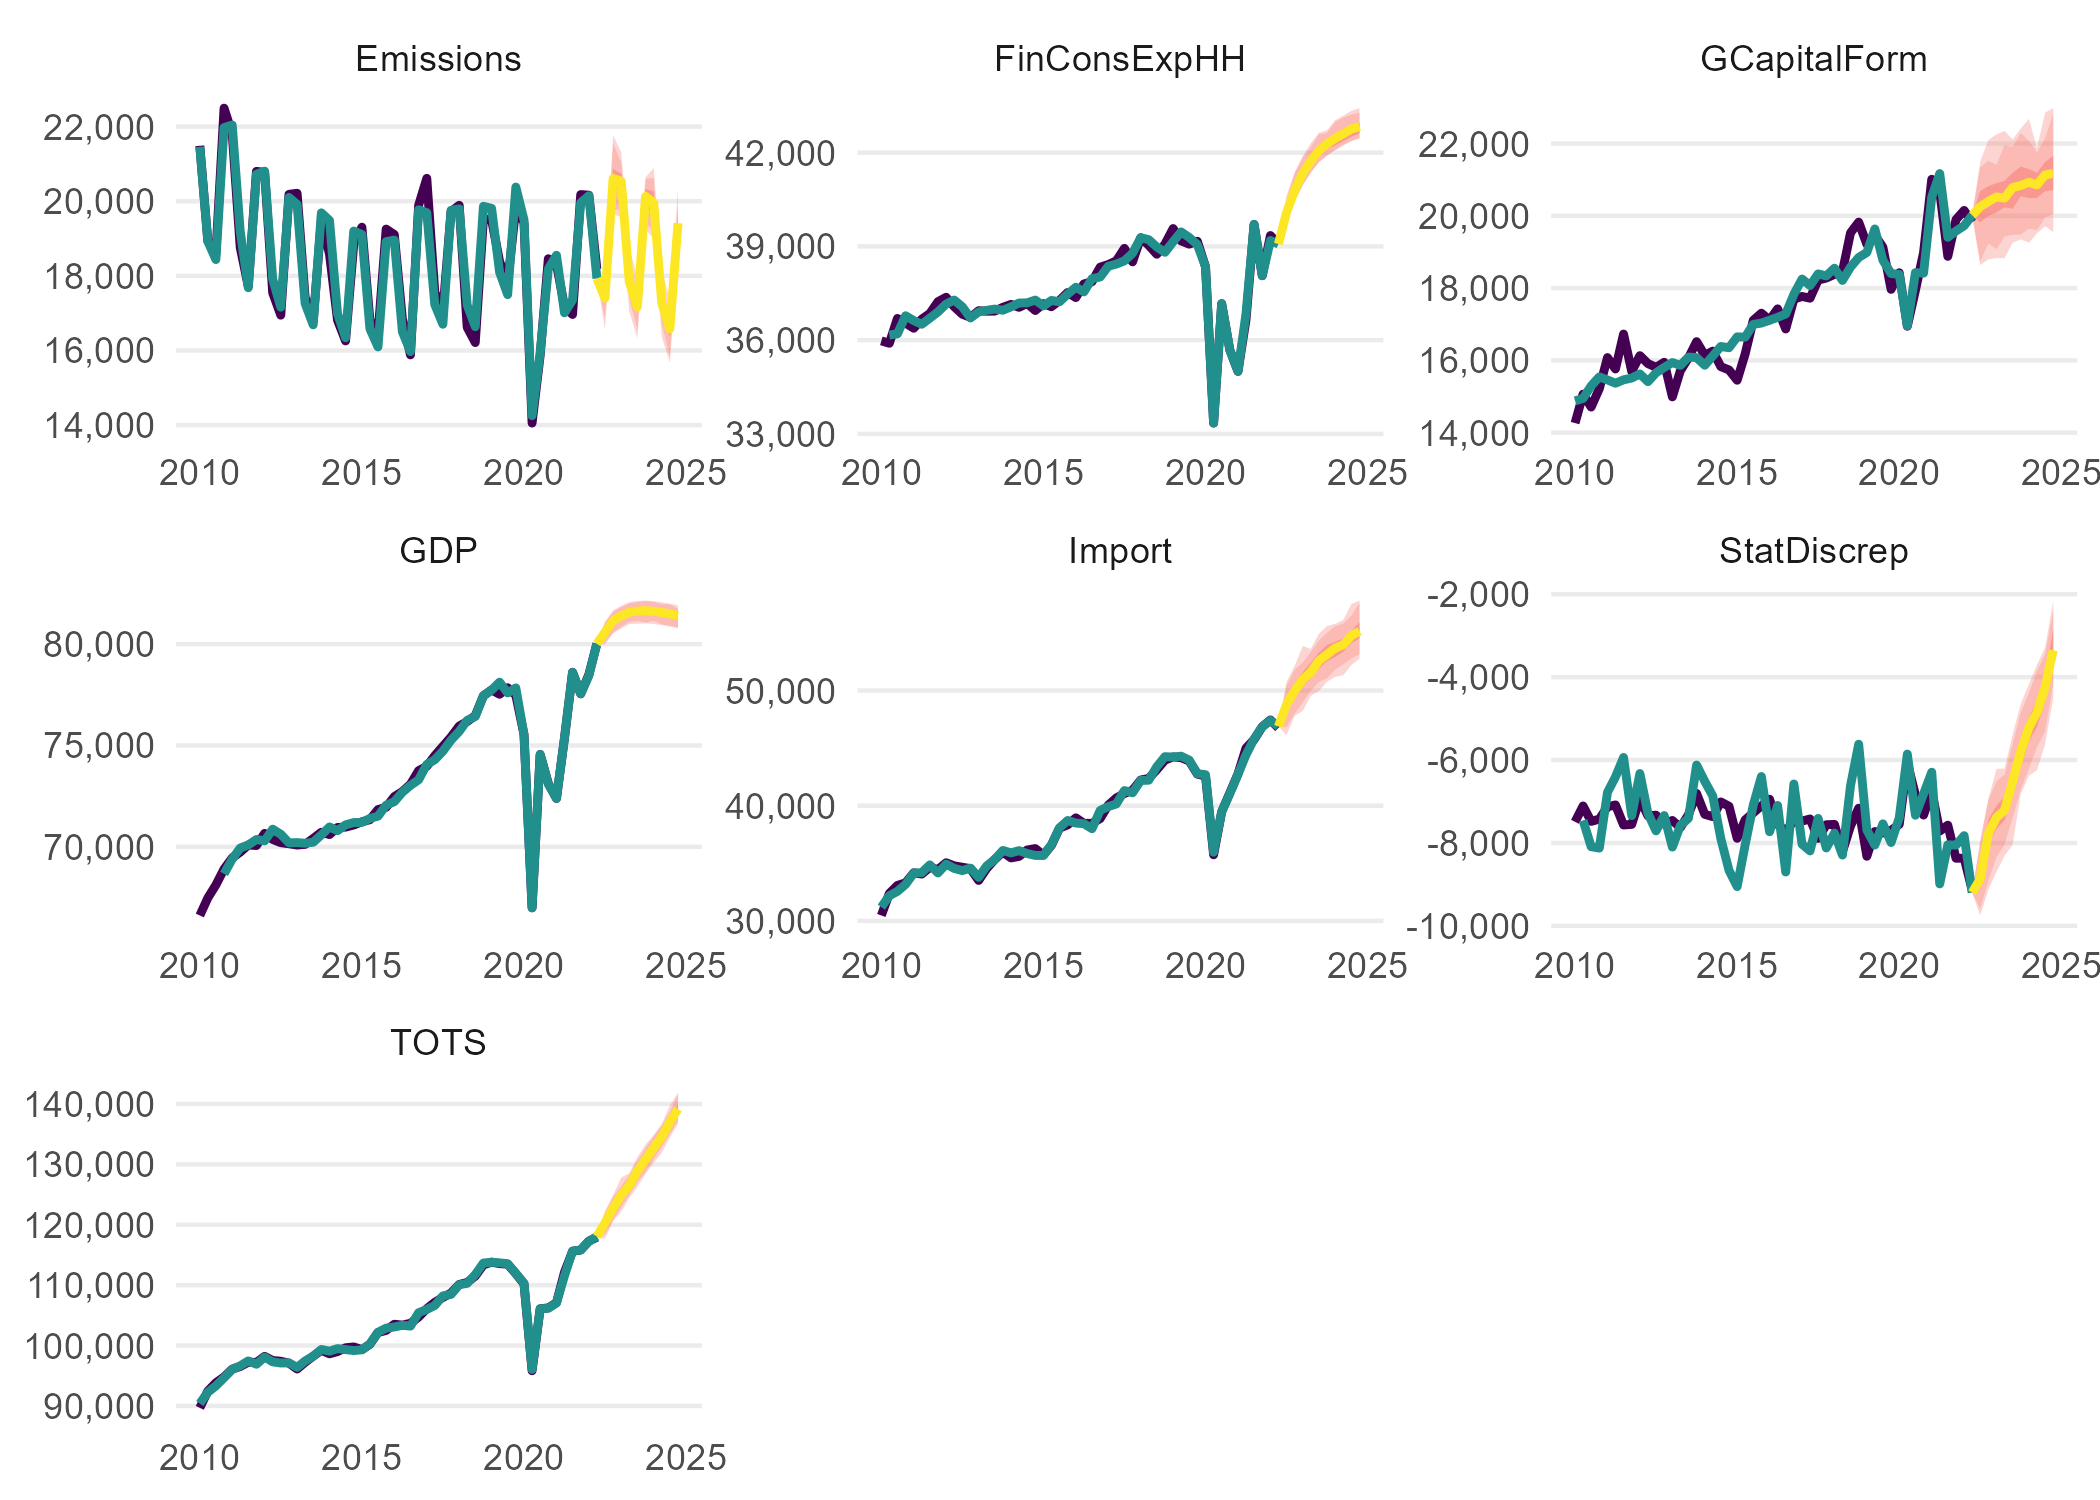 Emissions
22,000
20,000
18,000
16,000
14,000
2010 2015 2020 2025
FinConsExpHH
42,000
39,000
36,000
33,000
2010 2015 2020 2025
GCapitalForm
22,000
20,000
18,000
16,000
14,000
2010 2015 2020 2025
GDP
80,000
75,000
70,000
2010 2015 2020 2025
Import
50,000
40,000
30,000
2010 2015 2020 2025
StatDiscrep
-2,000
-4,000
-6,000
-8,000
-10,000
2010 2015 2020 2025
TOTS
140,000
130,000
120,000
110,000
100,000
90,000
2010 2015 2020 2025